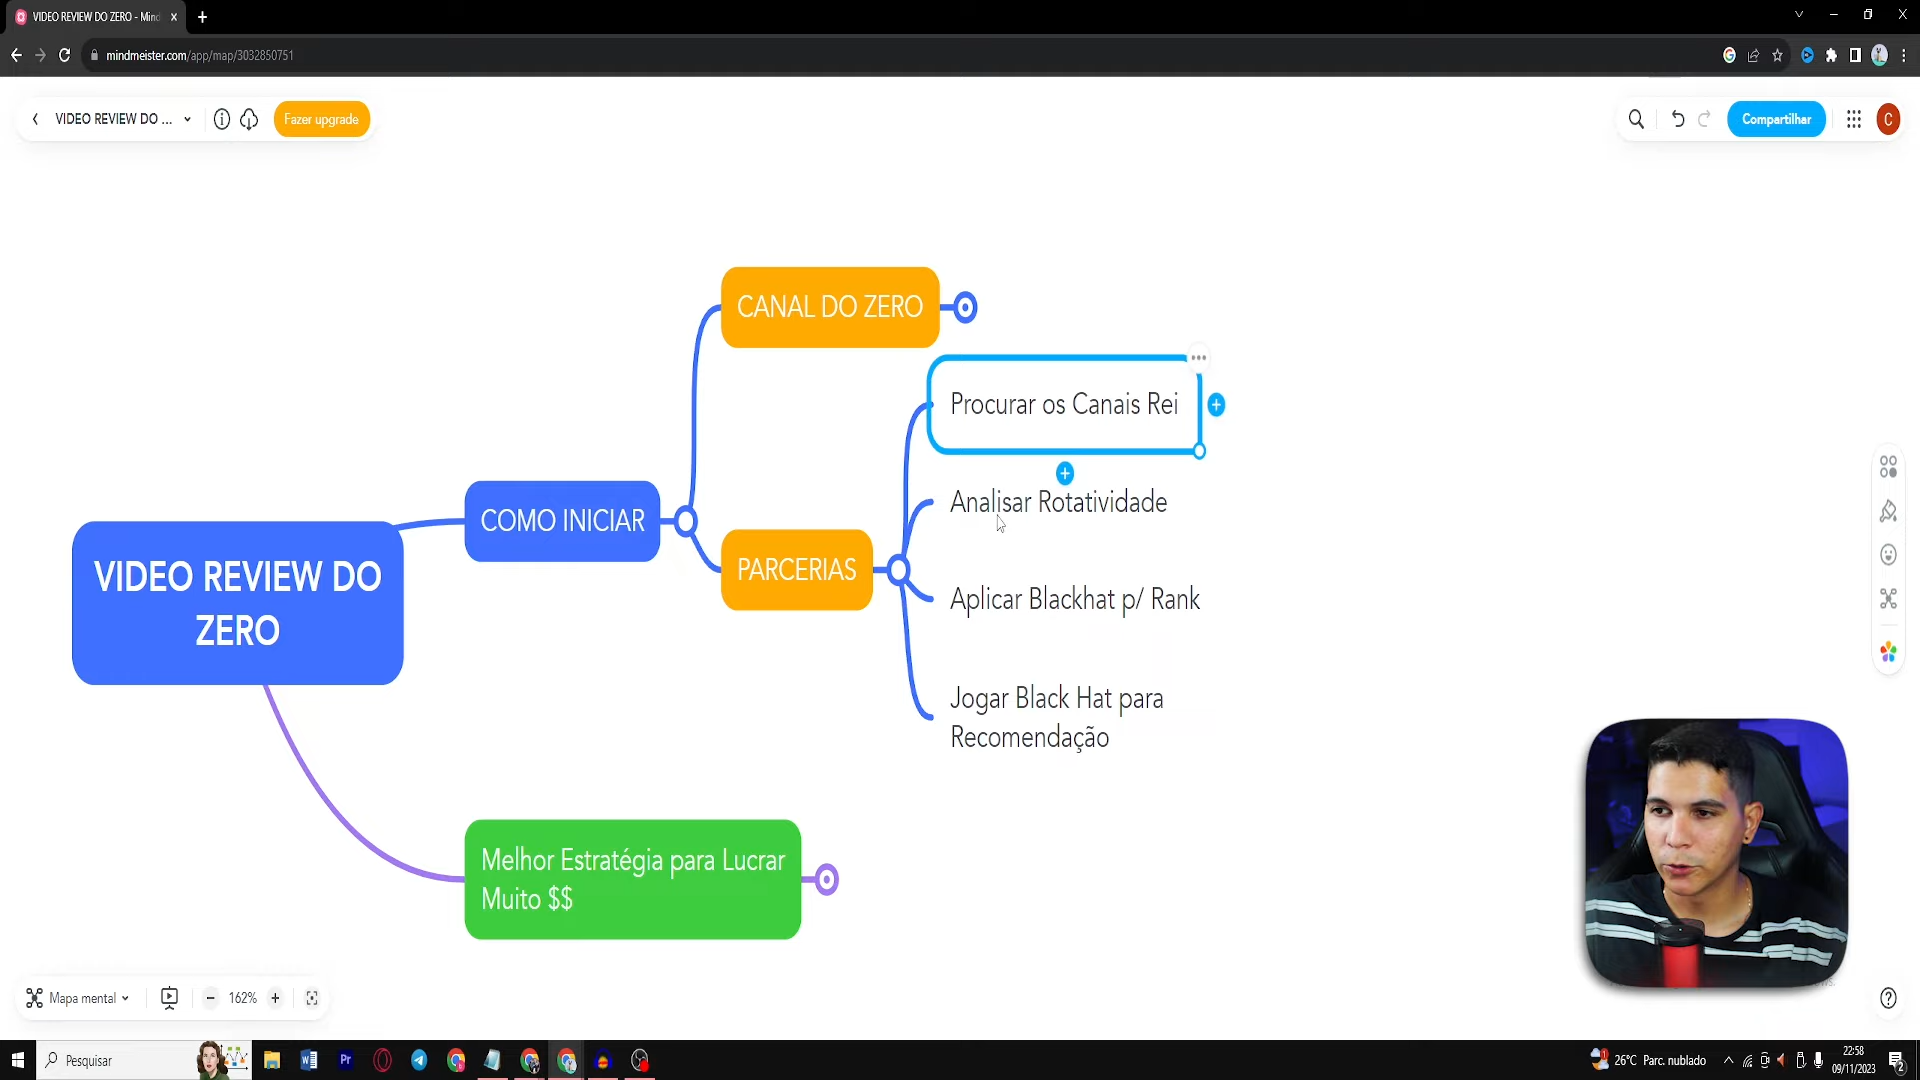 VIDEO REVIEW DO ZERO - Mind
mindmeister.com/app/map/3032850751
VIDEO REVIEW DO ...
Fazer upgrade
Compartilhar
C
CANAL DO ZERO
Procurar os Canais Rei
Analisar Rotatividade
COMO INICIAR
PARCERIAS
Aplicar Blackhat p/ Rank
VIDEO REVIEW DO
ZERO
Jogar Black Hat para
Recomendação
Melhor Estratégia para Lucrar
Muito $$
Mapa mental
162%
Pesquisar
26°C Parc. nublado
22:58
09/11/2023
2